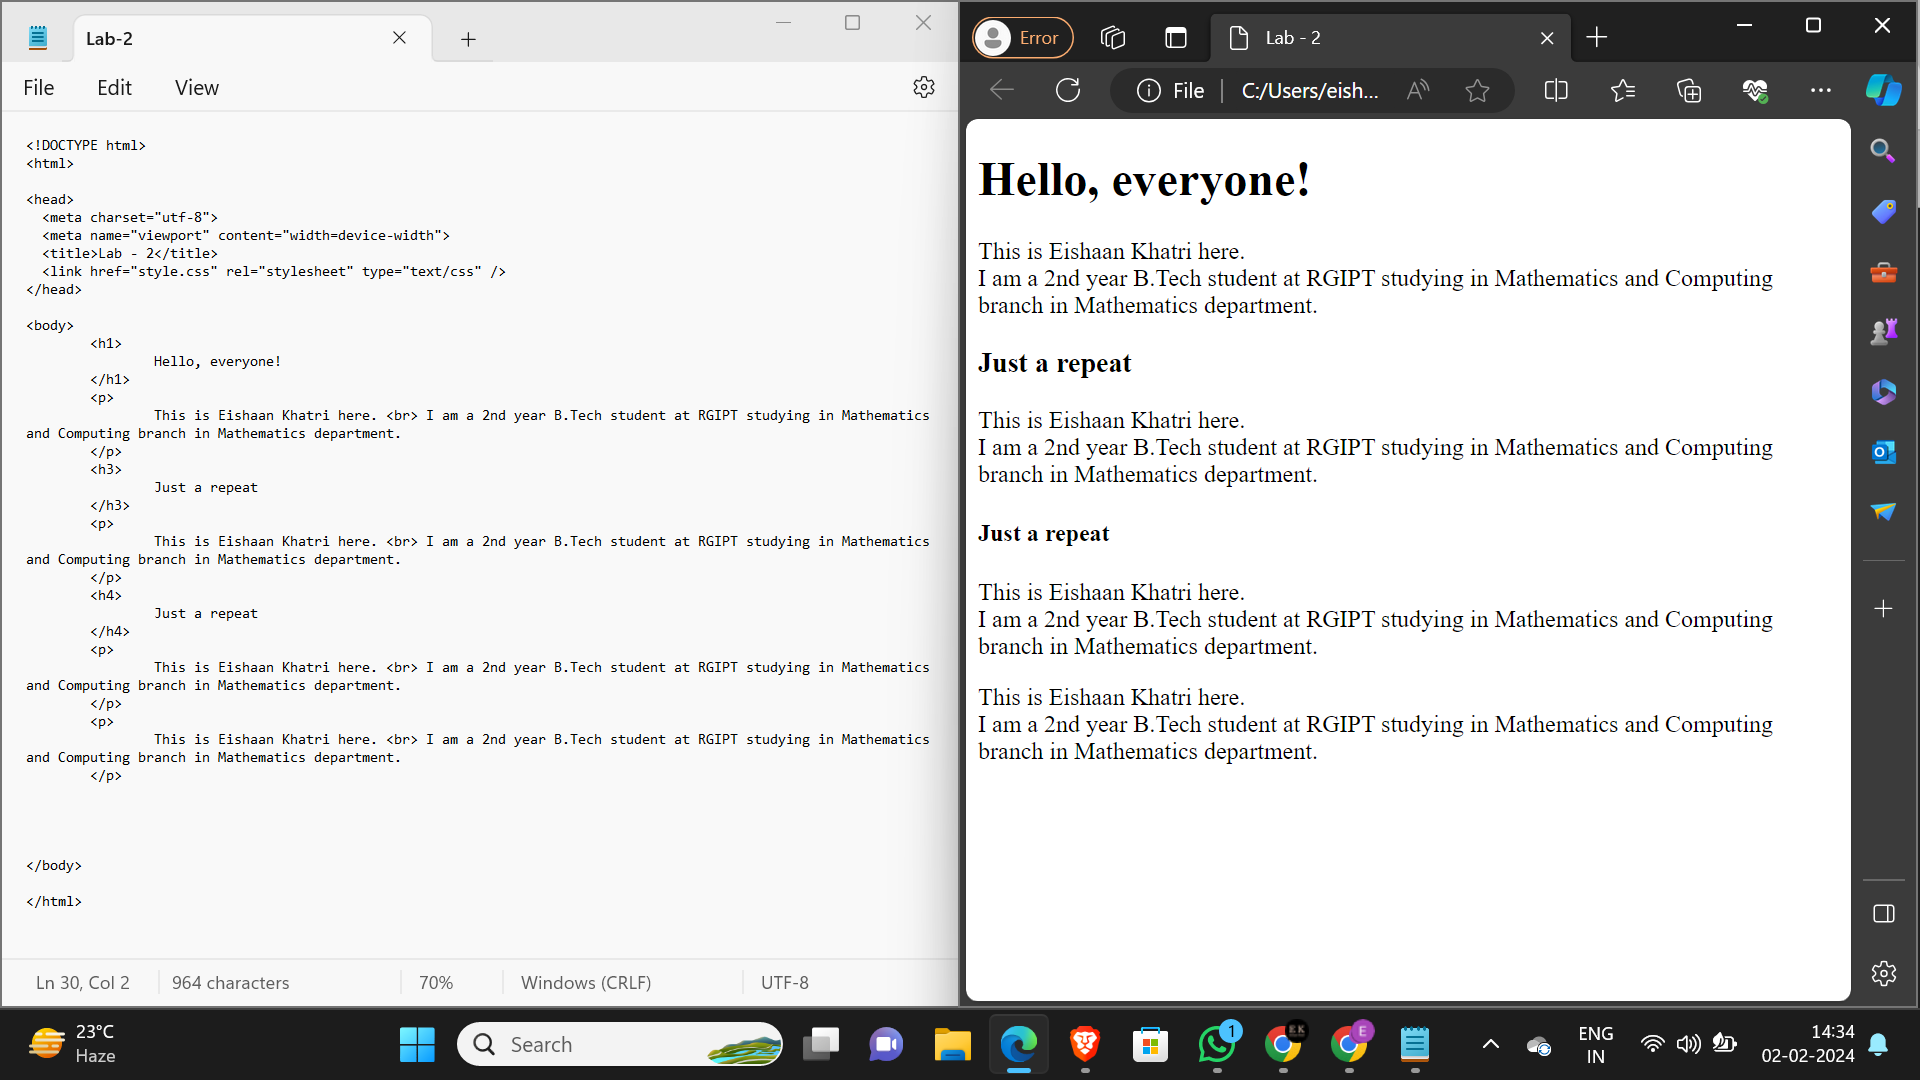 Lab-2
File Edit View
<!DOCTYPE html>
<html>
<head>
<meta charset="utf-8">
<meta name="viewport" content="width=device-width">
<title>Lab - 2</title>
<link href="style.css" rel="stylesheet" type="text/css" />
</head>
<body>
<h1>
Hello, everyone!
</h1>
<p>
This is Eishaan Khatri here. <br> I am a 2nd year B.Tech student at RGIPT studying in Mathematics
and Computing branch in Mathematics department.
</p>
<h3>
Just a repeat
</h3>
<p>
This is Eishaan Khatri here. <br> I am a 2nd year B.Tech student at RGIPT studying in Mathematics
and Computing branch in Mathematics department.
</p>
<h4>
Just a repeat
</h4>
<p>
This is Eishaan Khatri here. <br> I am a 2nd year B.Tech student at RGIPT studying in Mathematics
and Computing branch in Mathematics department.
</p>
<p>
This is Eishaan Khatri here. <br> I am a 2nd year B.Tech student at RGIPT studying in Mathematics
and Computing branch in Mathematics department.
</p>
</body>
</html>
Ln 30, Col 2 964 characters 70% Windows (CRLF) UTF-8
Error Lab - 2
File C:/Users/eish...
Hello, everyone!
This is Eishaan Khatri here.
I am a 2nd year B.Tech student at RGIPT studying in Mathematics and Computing
branch in Mathematics department.
Just a repeat
This is Eishaan Khatri here.
I am a 2nd year B.Tech student at RGIPT studying in Mathematics and Computing
branch in Mathematics department.
Just a repeat
This is Eishaan Khatri here.
I am a 2nd year B.Tech student at RGIPT studying in Mathematics and Computing
branch in Mathematics department.
This is Eishaan Khatri here.
I am a 2nd year B.Tech student at RGIPT studying in Mathematics and Computing
branch in Mathematics department.
23°C
Haze
Search
1
EK
E
ENG
IN
14:34
02-02-2024